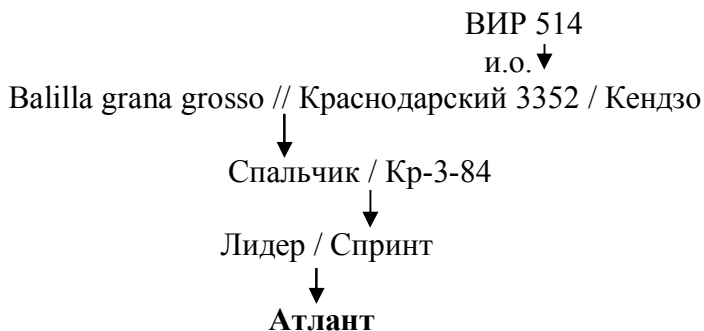 ВИР 514
и.о.
Balilla grana grosso // Краснодарский 3352 / Кендзо
Спальчик / Кр-3-84
Лидер / Спринт
Атлант